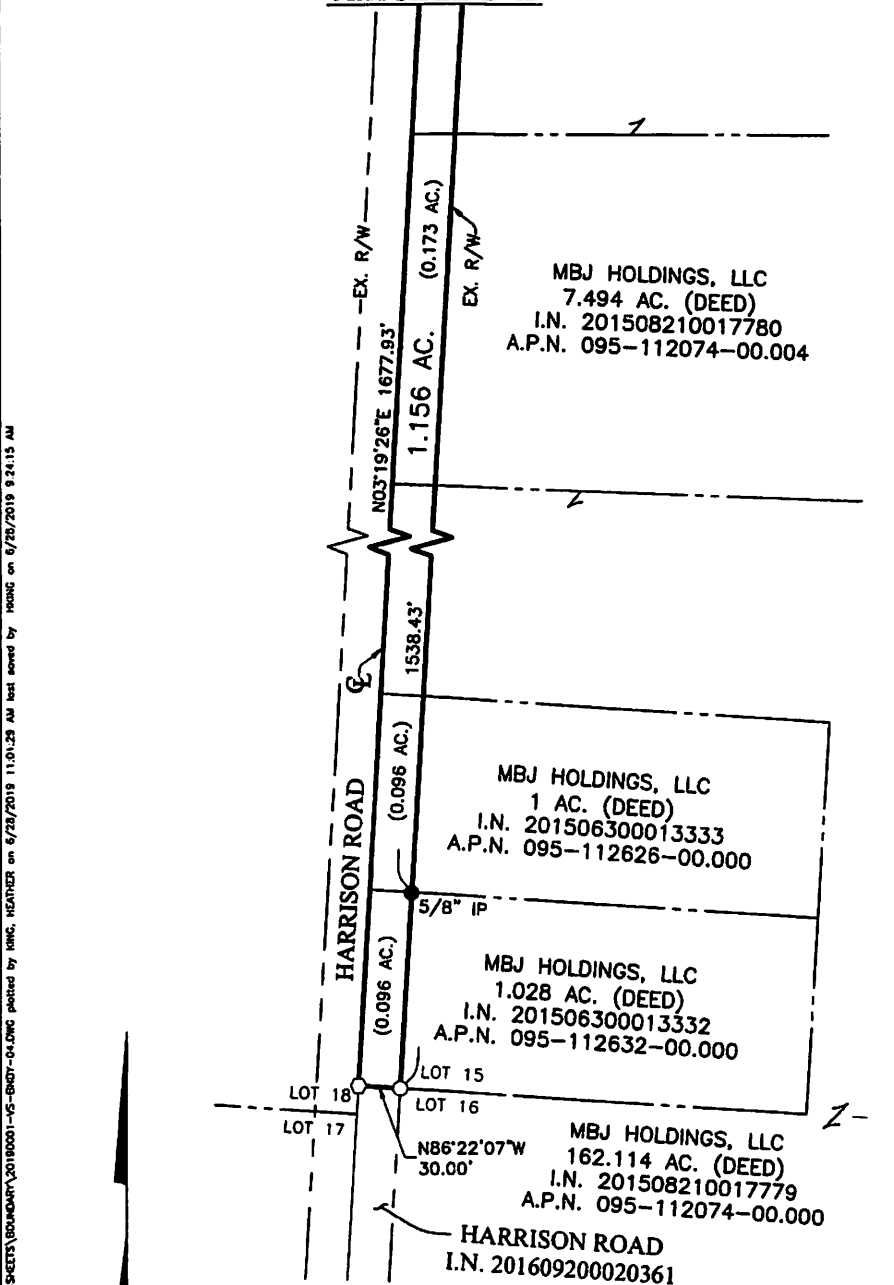 EX. R/W
(0.173 AC.)
EX. R/W
MBJ HOLDINGS, LLC
7.494 AC. (DEED)
I.N. 201508210017780
A.P.N. 095-112074-00.004
N03°19'26"E 1677.93'
1.156 AC.
1538.43'
CL
HARRISON ROAD
(0.096 AC.)
MBJ HOLDINGS, LLC
1 AC. (DEED)
I.N. 201506300013333
A.P.N. 095-112626-00.000
5/8" IP
(0.096 AC.)
MBJ HOLDINGS, LLC
1.028 AC. (DEED)
I.N. 201506300013332
A.P.N. 095-112632-00.000
LOT 18
LOT 15
LOT 17
LOT 16
N86°22'07"W
30.00'
MBJ HOLDINGS, LLC
162.114 AC. (DEED)
I.N. 201508210017779
A.P.N. 095-112074-00.000
HARRISON ROAD
I.N. 201609200020361
SHEETS\BOUNDARY\20190001-VS-BNDY-04.DWG plotted by KING, HEATHER on 6/28/2019 11:01:29 AM last saved by HKING on 6/26/2019 9:24:15 AM